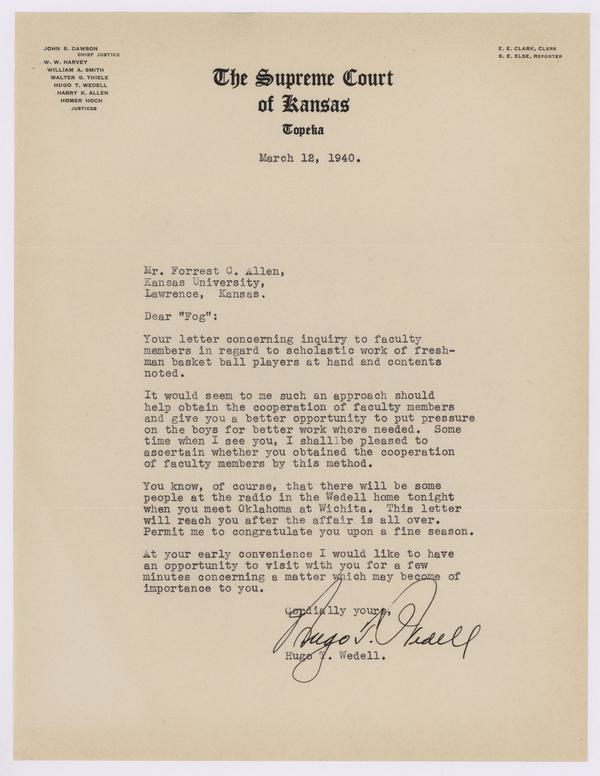 JOHN S. DAWSON
CHIEF JUSTICE
W. W. HARVEY
WILLIAM A. SMITH
WALTER G. THIELE
HUGO T. WEDELL
HARRY K. ALLEN
HOMER HOCH
JUSTICES
E. E. CLARK, CLERK
S. E. ELSE, REPORTER
The Supreme Court
of Kansas
Topeka
March 12, 1940.
Mr. Forrest C. Allen,
Kansas University,
Lawrence, Kansas.
Dear "Fog":
Your letter concerning inquiry to faculty
members in regard to scholastic work of fresh-
man basket ball players at hand and contents
noted.
It would seem to me such an approach should
help obtain the cooperation of faculty members
and give you a better opportunity to put pressure
on the boys for better work where needed. Some
time when I see you, I shalllbe pleased to
ascertain whether you obtained the cooperation
of faculty members by this method.
You know, of course, that there will be some
people at the radio in the Wedell home tonight
when you meet Oklahoma at Wichita. This letter
will reach you after the affair is all over.
Permit me to congratulate you upon a fine season.
At your early convenience I would like to have
an opportunity to visit with you for a few
minutes concerning a matter which may become of
importance to you.
Cordially yours,
Hugo T. Wedell
Hugo T. Wedell.